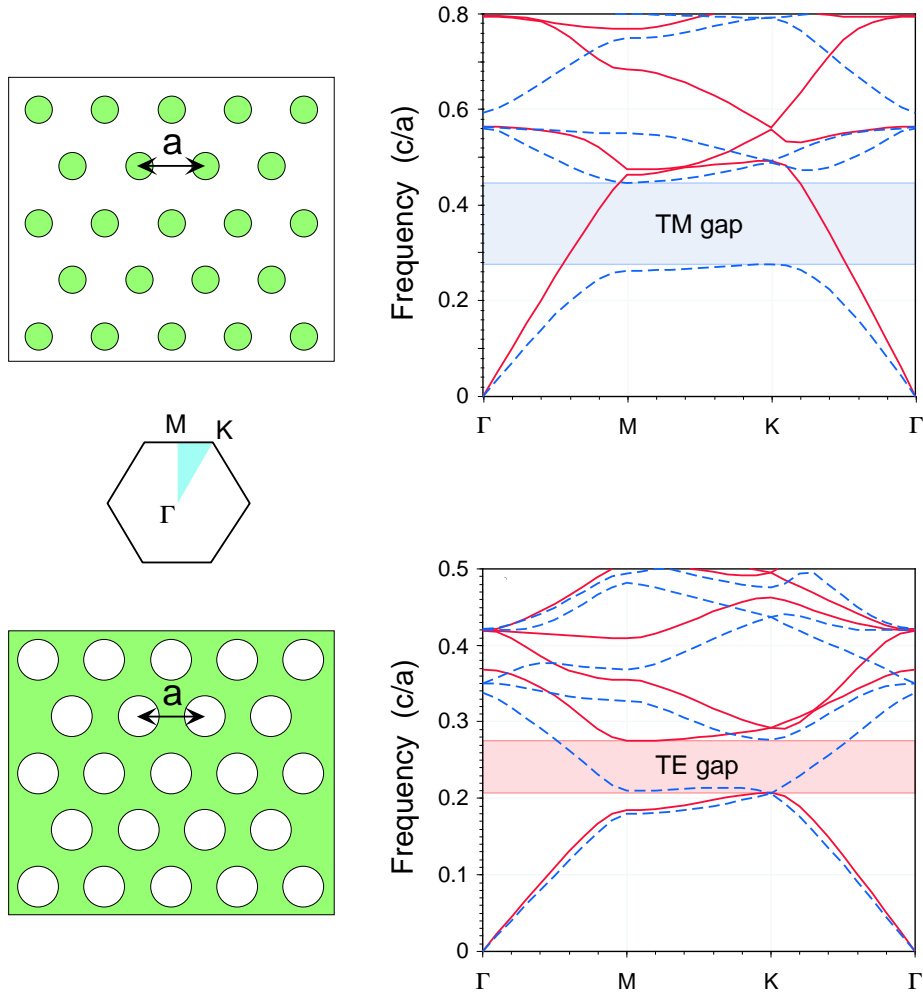 a
Frequency (c/a)
0.8
0.6
0.4
0.2
0
TM gap
Γ M K Γ
M
K
Γ
a
Frequency (c/a)
0.5
0.4
0.3
0.2
0.1
0
TE gap
Γ M K Γ